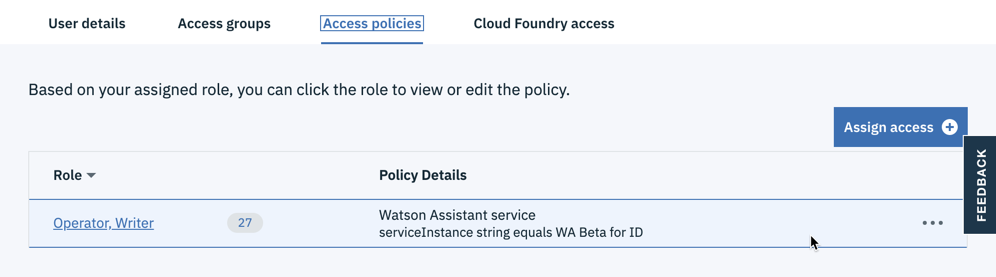 User details Access groups Access policies Cloud Foundry access
Based on your assigned role, you can click the role to view or edit the policy.
Assign access
FEEDBACK
Role Policy Details
Operator, Writer 27 Watson Assistant service
serviceInstance string equals WA Beta for ID